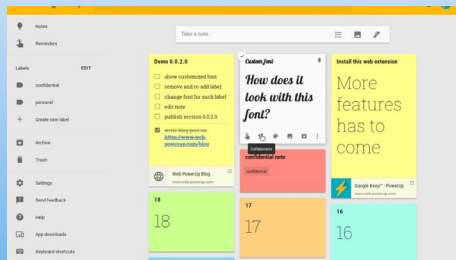 Notes
Reminders
Labels
EDIT
confidential
personal
Create new label
Archive
Trash
Settings
Send feedback
Help
App downloads
Keyboard shortcuts
Take a note...
Demo 0.0.2.0
show customized font
remove and re-add label
change font for each label
edit note
publish version 0.0.2.0
write blog post on
https://www.web-
powerup.com/blog
Web PowerUp Blog
www.web-powerup.com
Custom font
How does it
look with this
font?
Collaborator
confidential note
confidential
Install this web extension
More
features
has to
come
Google Keep™ - PowerUp
www.web-powerup.com
18
18
17
17
16
16